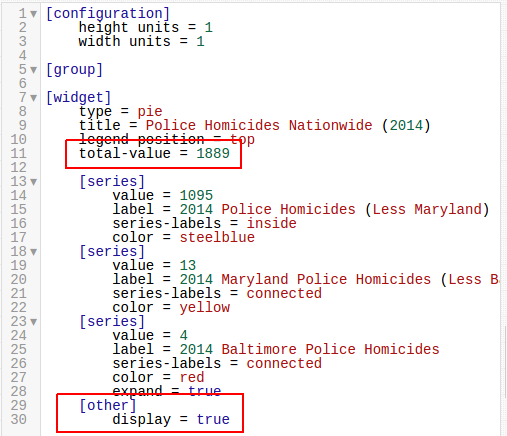 1 [configuration]
2 height units = 1
3 width units = 1
4
5 [group]
6
7 [widget]
8 type = pie
9 title = Police Homicides Nationwide (2014)
10 legend-position = top
11 total-value = 1889
12
13 [series]
14 value = 1095
15 label = 2014 Police Homicides (Less Maryland)
16 series-labels = inside
17 color = steelblue
18 [series]
19 value = 13
20 label = 2014 Maryland Police Homicides (Less B
21 series-labels = connected
22 color = yellow
23 [series]
24 value = 4
25 label = 2014 Baltimore Police Homicides
26 series-labels = connected
27 color = red
28 expand = true
29 [other]
30 display = true